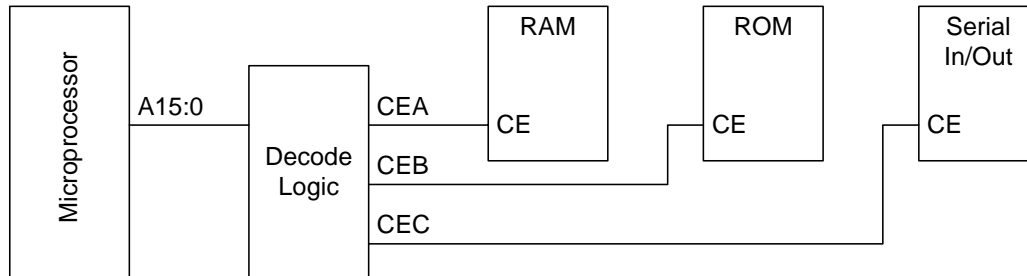 Microprocessor
A15:0
Decode
Logic
CEA
CEB
CEC
RAM
CE
ROM
CE
Serial
In/Out
CE